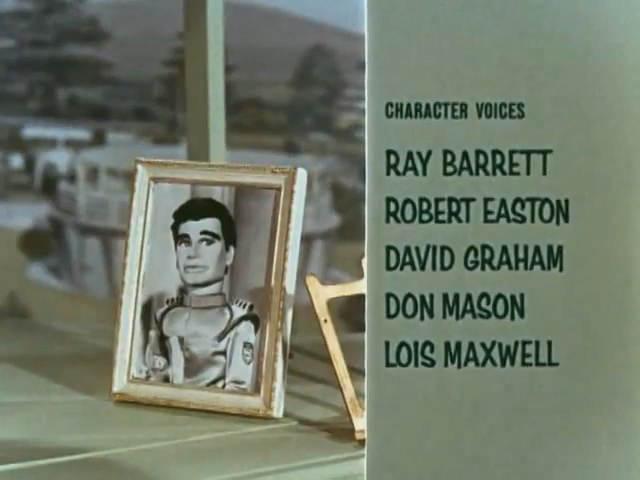 CHARACTER VOICES
RAY BARRETT
ROBERT EASTON
DAVID GRAHAM
DON MASON
LOIS MAXWELL